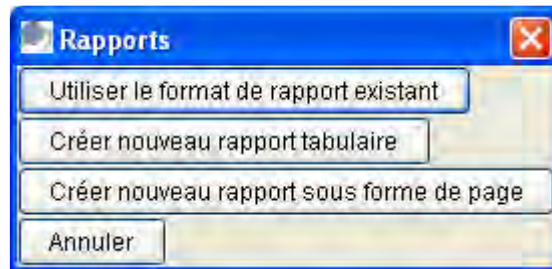 Rapports
Utiliser le format de rapport existant
Créer nouveau rapport tabulaire
Créer nouveau rapport sous forme de page
Annuler